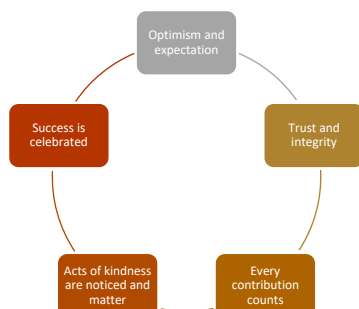 Optimism and
expectation
Trust and
integrity
Every
contribution
counts
Acts of kindness
are noticed and
matter
Success is
celebrated